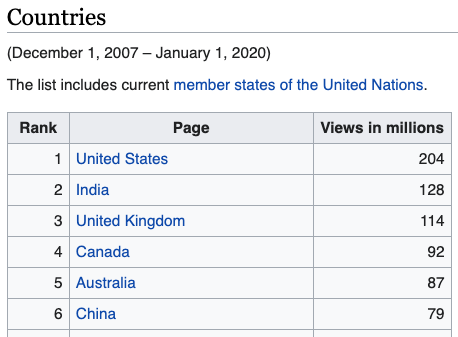 Countries
(December 1, 2007 – January 1, 2020)
The list includes current member states of the United Nations.
Rank Page Views in millions
1 United States 204
2 India 128
3 United Kingdom 114
4 Canada 92
5 Australia 87
6 China 79